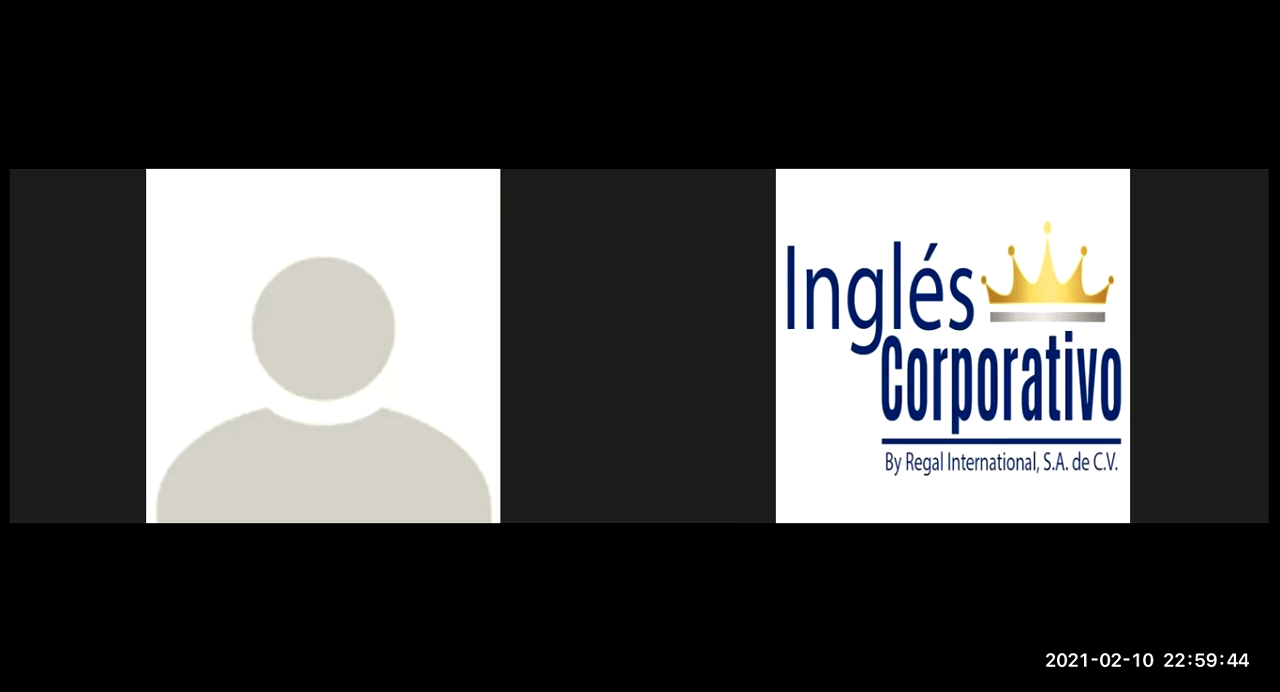 Inglés
Corporativo
By Regal International, S.A. de C.V.
2021-02-10 22:59:44